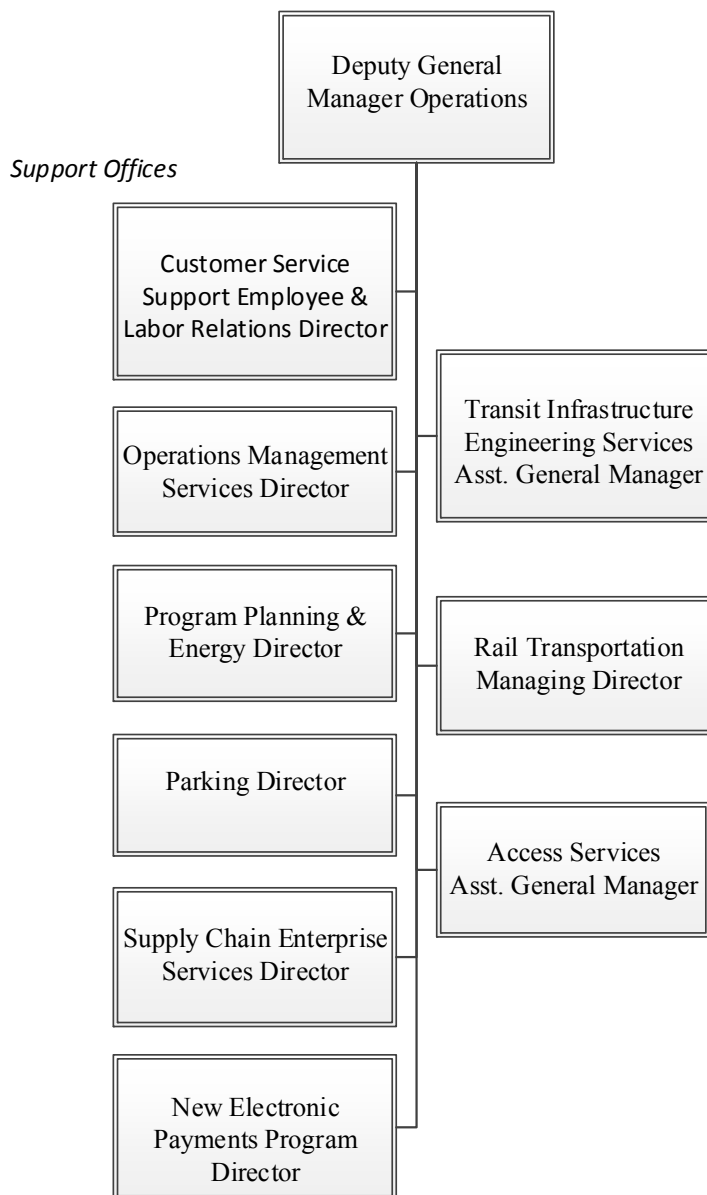 Deputy General
Manager Operations
Support Offices
Customer Service
Support Employee &
Labor Relations Director
Operations Management
Services Director
Program Planning &
Energy Director
Parking Director
Supply Chain Enterprise
Services Director
New Electronic
Payments Program
Director
Transit Infrastructure
Engineering Services
Asst. General Manager
Rail Transportation
Managing Director
Access Services
Asst. General Manager